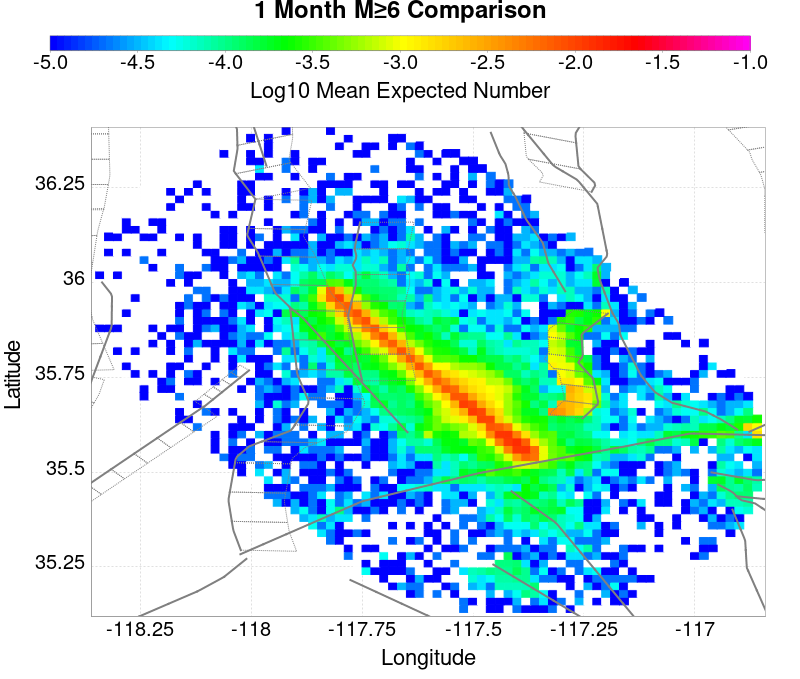 1 Month M≥6 Comparison
-5.0 -4.5 -4.0 -3.5 -3.0 -2.5 -2.0 -1.5 -1.0
Log10 Mean Expected Number
36.25
36
35.75
35.5
35.25
Latitude
-118.25 -118 -117.75 -117.5 -117.25 -117
Longitude